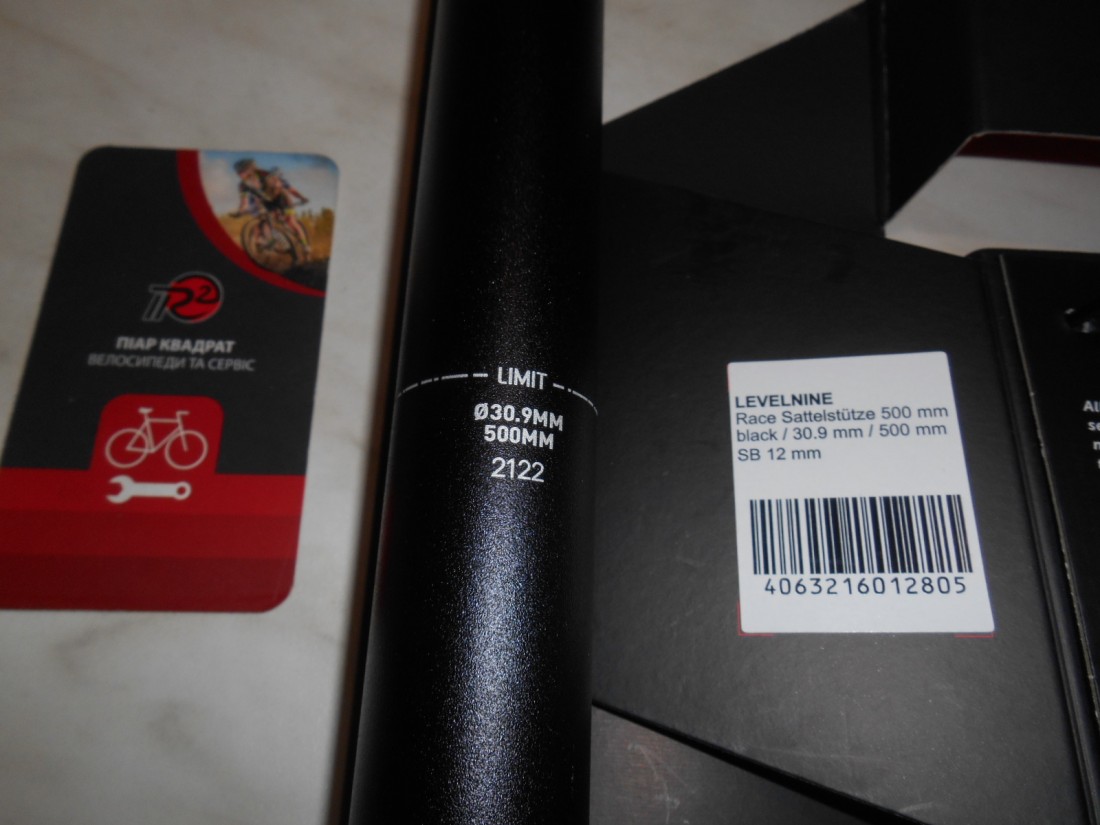 R2
ПІАР КВАДРАТ
ВЕЛОСИПЕДИ ТА СЕРВІС
LIMIT
Ø30.9MM
500MM
2122
LEVELNINE
Race Sattelstütze 500 mm
black / 30.9 mm / 500 mm
SB 12 mm
4063216012805